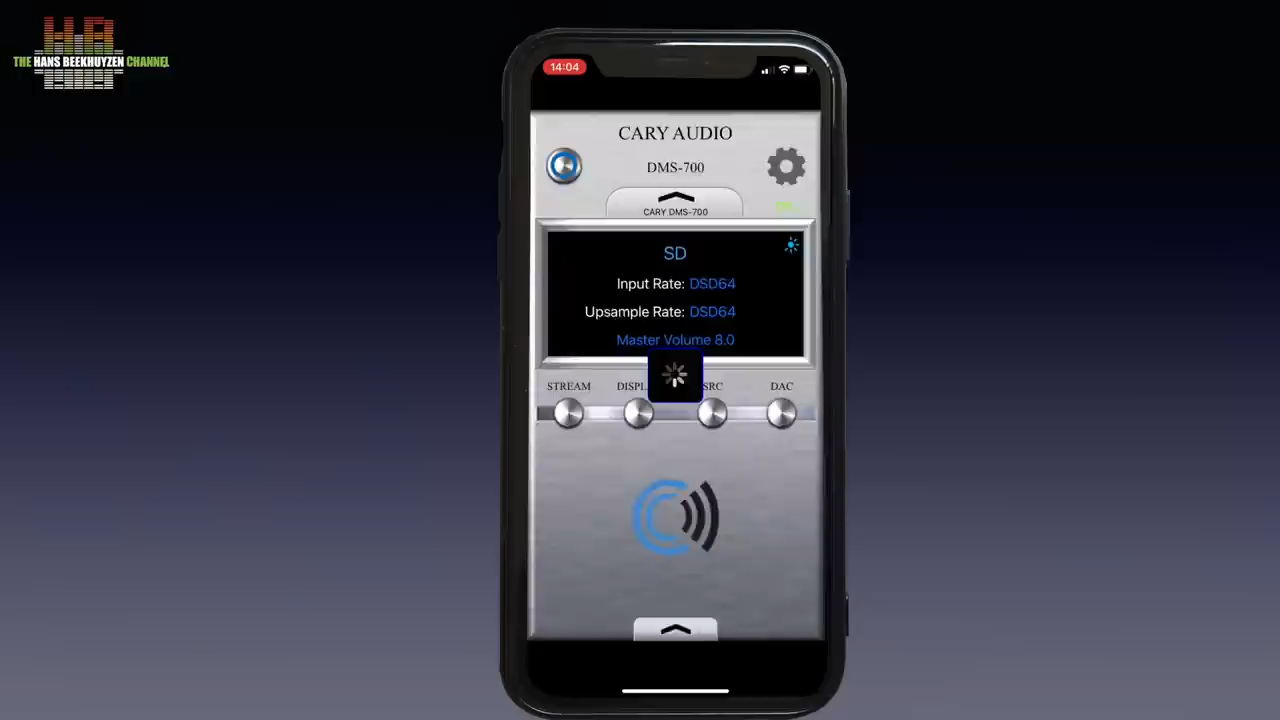 THE HANS BEEKHUYZEN CHANNEL
14:04
CARY AUDIO
DMS-700
CARY DMS-700
SD
Input Rate: DSD64
Upsample Rate: DSD64
Master Volume 8.0
STREAM
SRC
DAC